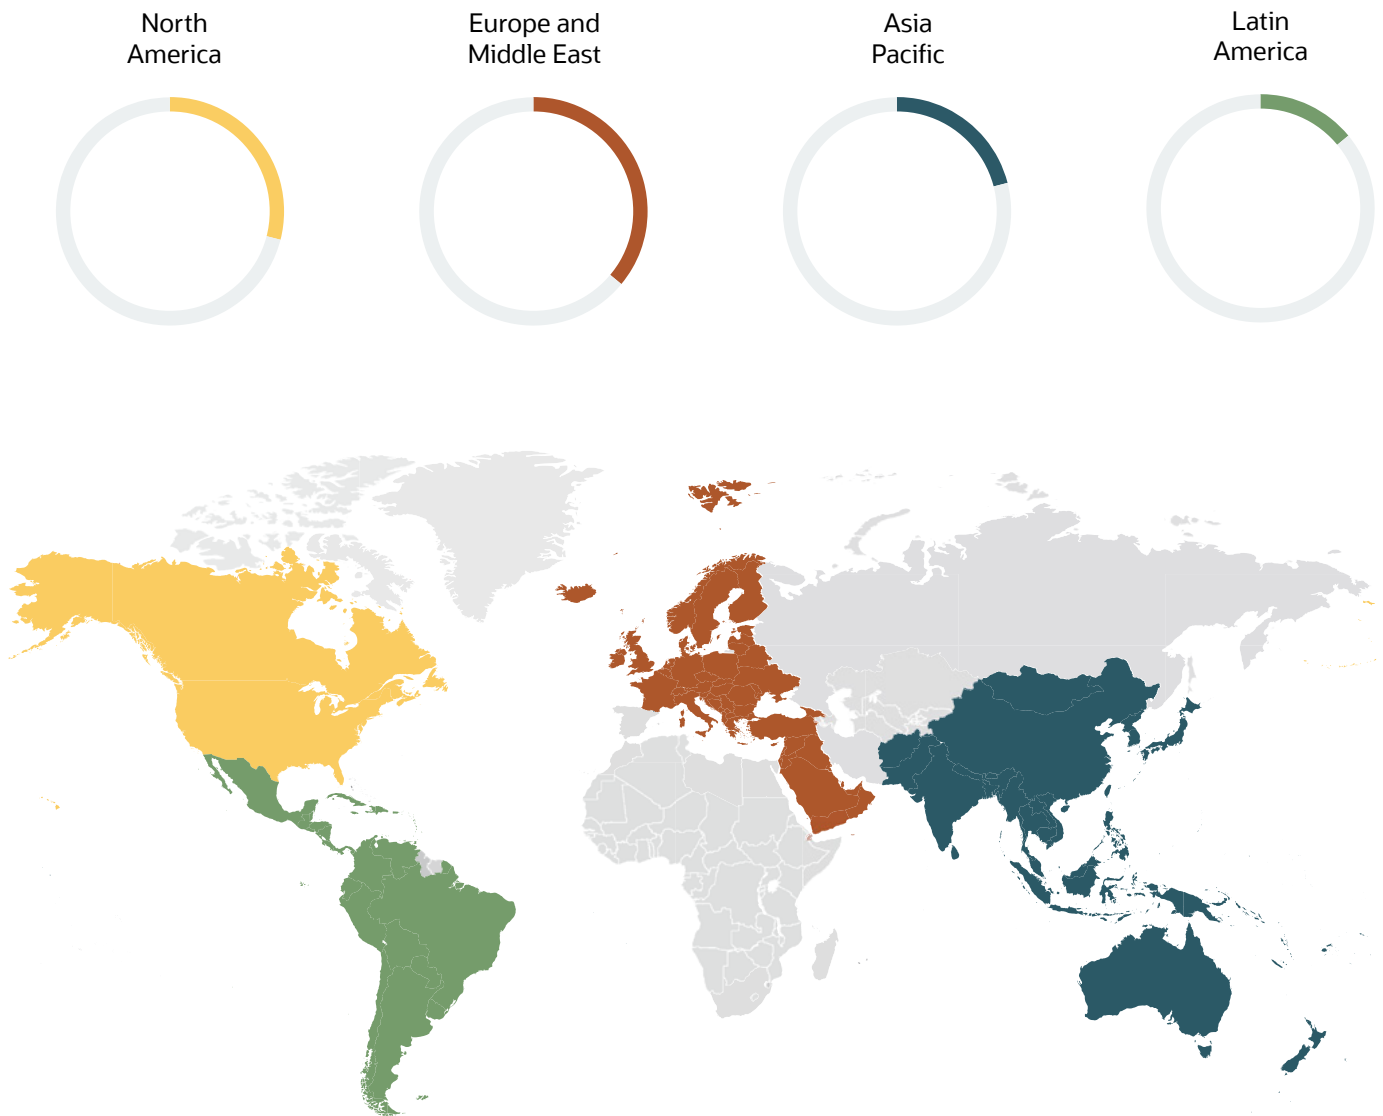 North
America
Europe and
Middle East
Asia
Pacific
Latin
America